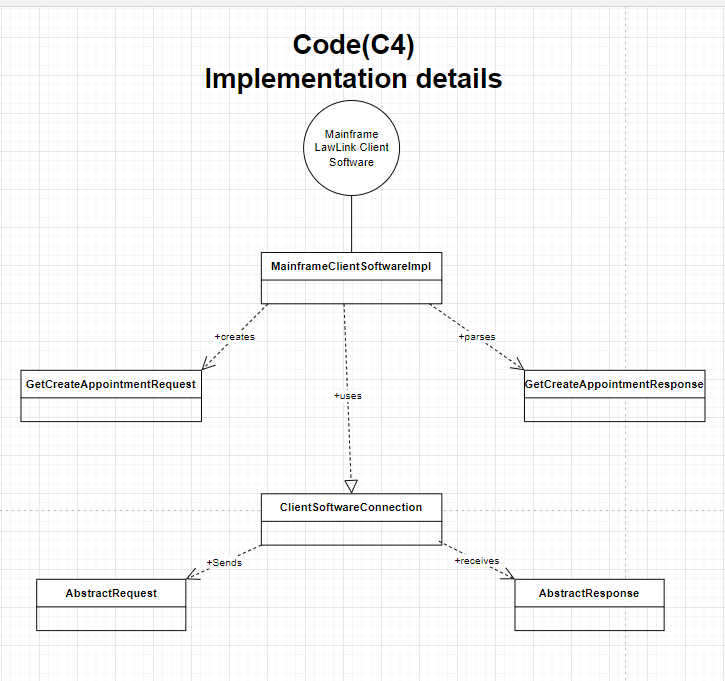 Code(C4)
Implementation details
Mainframe
LawLink Client
Software
MainframeClientSoftwareImpl
+creates
+parses
GetCreateAppointmentRequest
GetCreateAppointmentResponse
+uses
ClientSoftwareConnection
+Sends
+receives
AbstractRequest
AbstractResponse